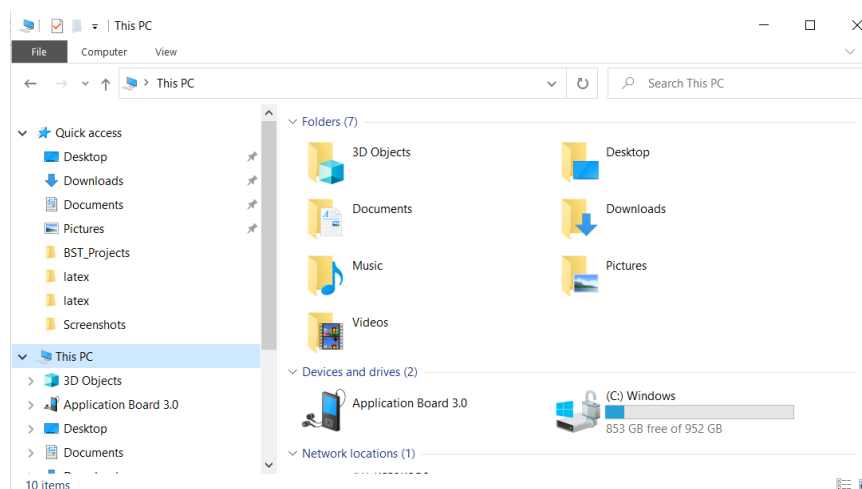 This PC
File Computer View
This PC
Search This PC
Quick access
Desktop
Downloads
Documents
Pictures
BST_Projects
latex
latex
Screenshots
This PC
3D Objects
Application Board 3.0
Desktop
Documents
Folders (7)
3D Objects
Desktop
Documents
Downloads
Music
Pictures
Videos
Devices and drives (2)
Application Board 3.0
(C:) Windows
853 GB free of 952 GB
Network locations (1)
10 items